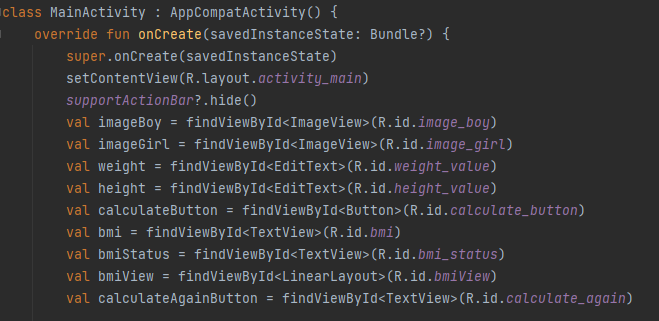 class MainActivity : AppCompatActivity() {
    override fun onCreate(savedInstanceState: Bundle?) {
        super.onCreate(savedInstanceState)
        setContentView(R.layout.activity_main)
        supportActionBar?.hide()
        val imageBoy = findViewById<ImageView>(R.id.image_boy)
        val imageGirl = findViewById<ImageView>(R.id.image_girl)
        val weight = findViewById<EditText>(R.id.weight_value)
        val height = findViewById<EditText>(R.id.height_value)
        val calculateButton = findViewById<Button>(R.id.calculate_button)
        val bmi = findViewById<TextView>(R.id.bmi)
        val bmiStatus = findViewById<TextView>(R.id.bmi_status)
        val bmiView = findViewById<LinearLayout>(R.id.bmiView)
        val calculateAgainButton = findViewById<TextView>(R.id.calculate_again)